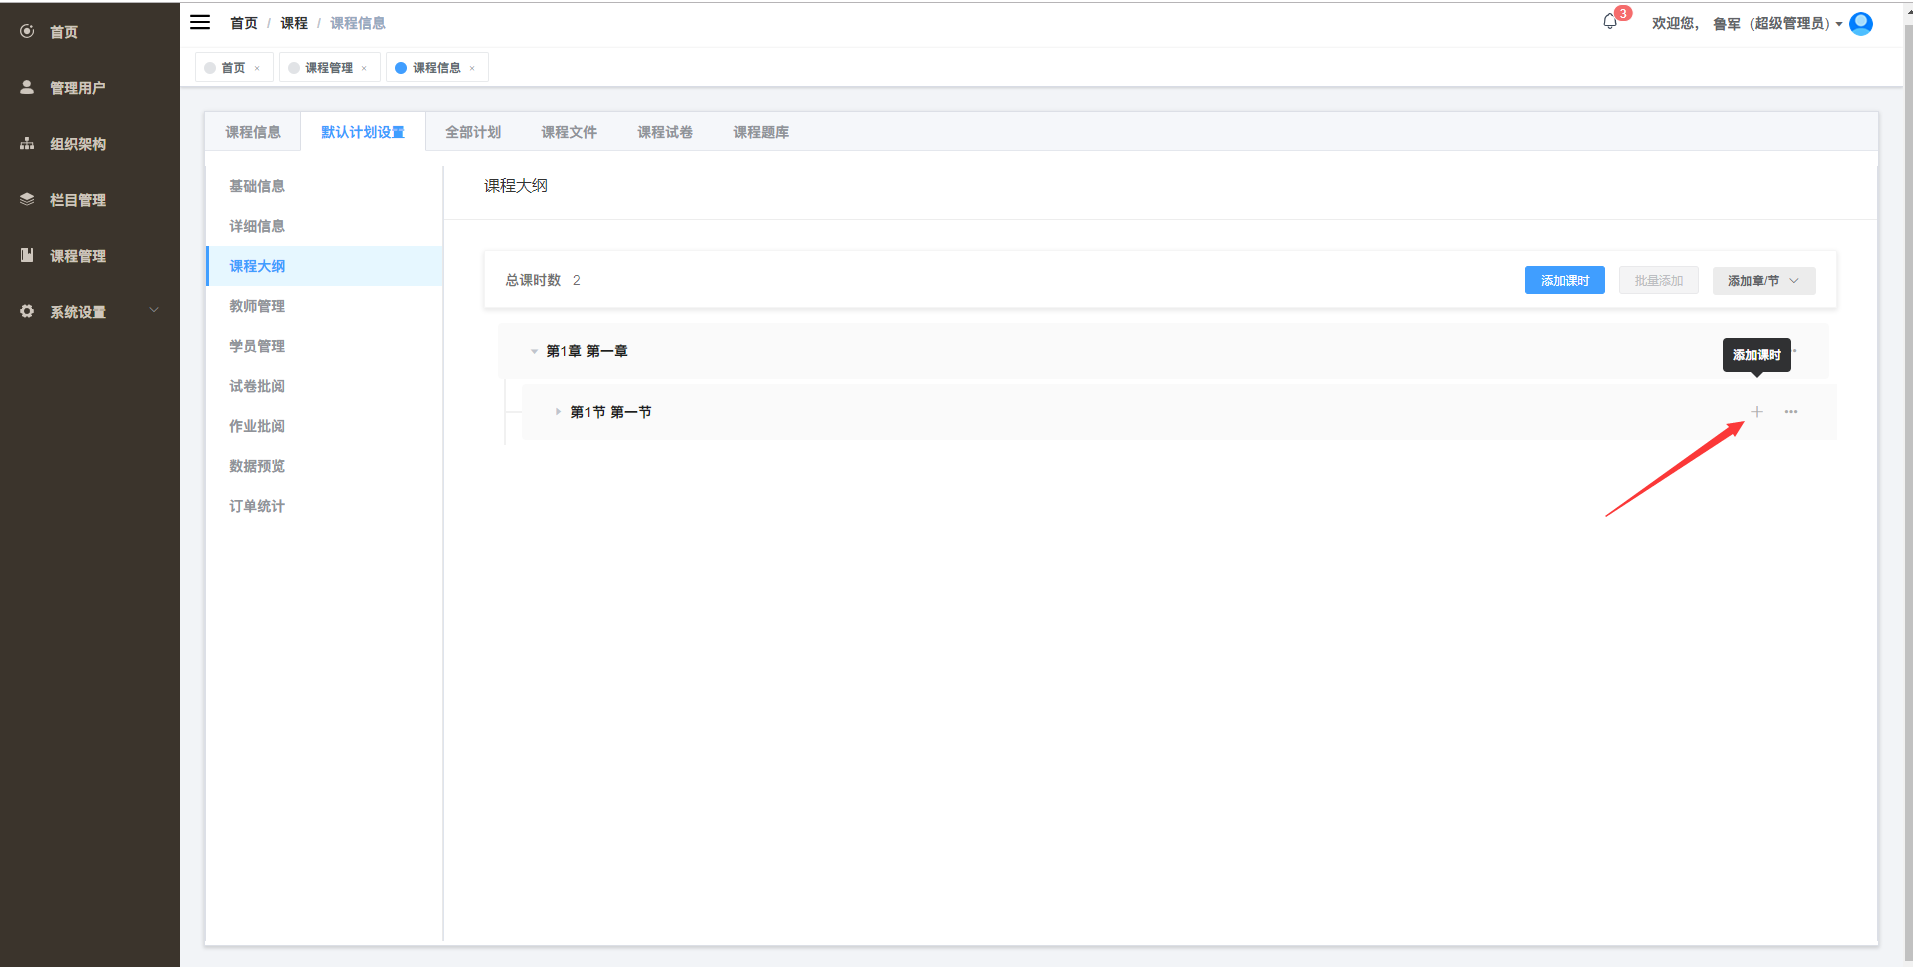 首页
管理用户
组织架构
栏目管理
课程管理
系统设置
首页 / 课程 / 课程信息
3
欢迎您， 鲁军（超级管理员）
首页 × 课程管理 × 课程信息 ×
课程信息 默认计划设置 全部计划 课程文件 课程试卷 课程题库
基础信息
详细信息
课程大纲
教师管理
学员管理
试卷批阅
作业批阅
数据预览
订单统计
课程大纲
总课时数 2
添加课时 批量添加 添加章/节
第1章 第一章
添加课时
第1节 第一节